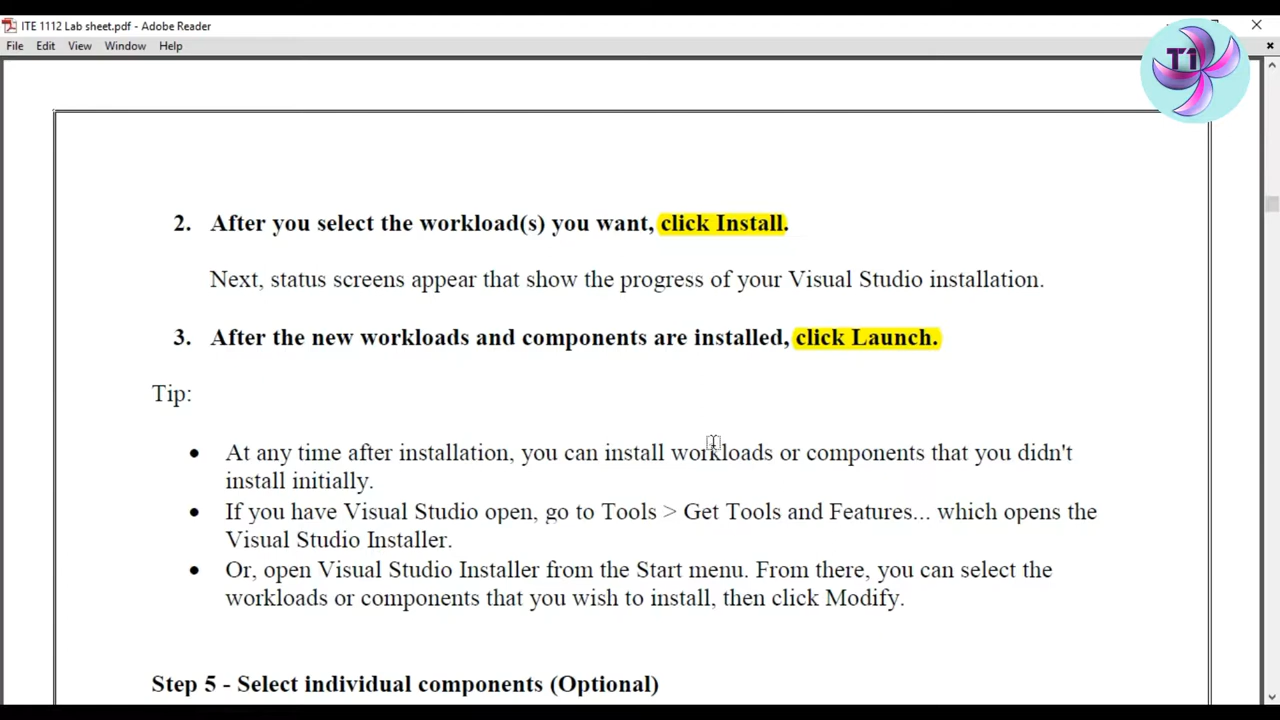 ITE 1112 Lab sheet.pdf - Adobe Reader
File Edit View Window Help
T1
2. After you select the workload(s) you want, click Install.
Next, status screens appear that show the progress of your Visual Studio installation.
3. After the new workloads and components are installed, click Launch.
Tip:
• At any time after installation, you can install workloads or components that you didn't
install initially.
• If you have Visual Studio open, go to Tools > Get Tools and Features... which opens the
Visual Studio Installer.
• Or, open Visual Studio Installer from the Start menu. From there, you can select the
workloads or components that you wish to install, then click Modify.
Step 5 - Select individual components (Optional)